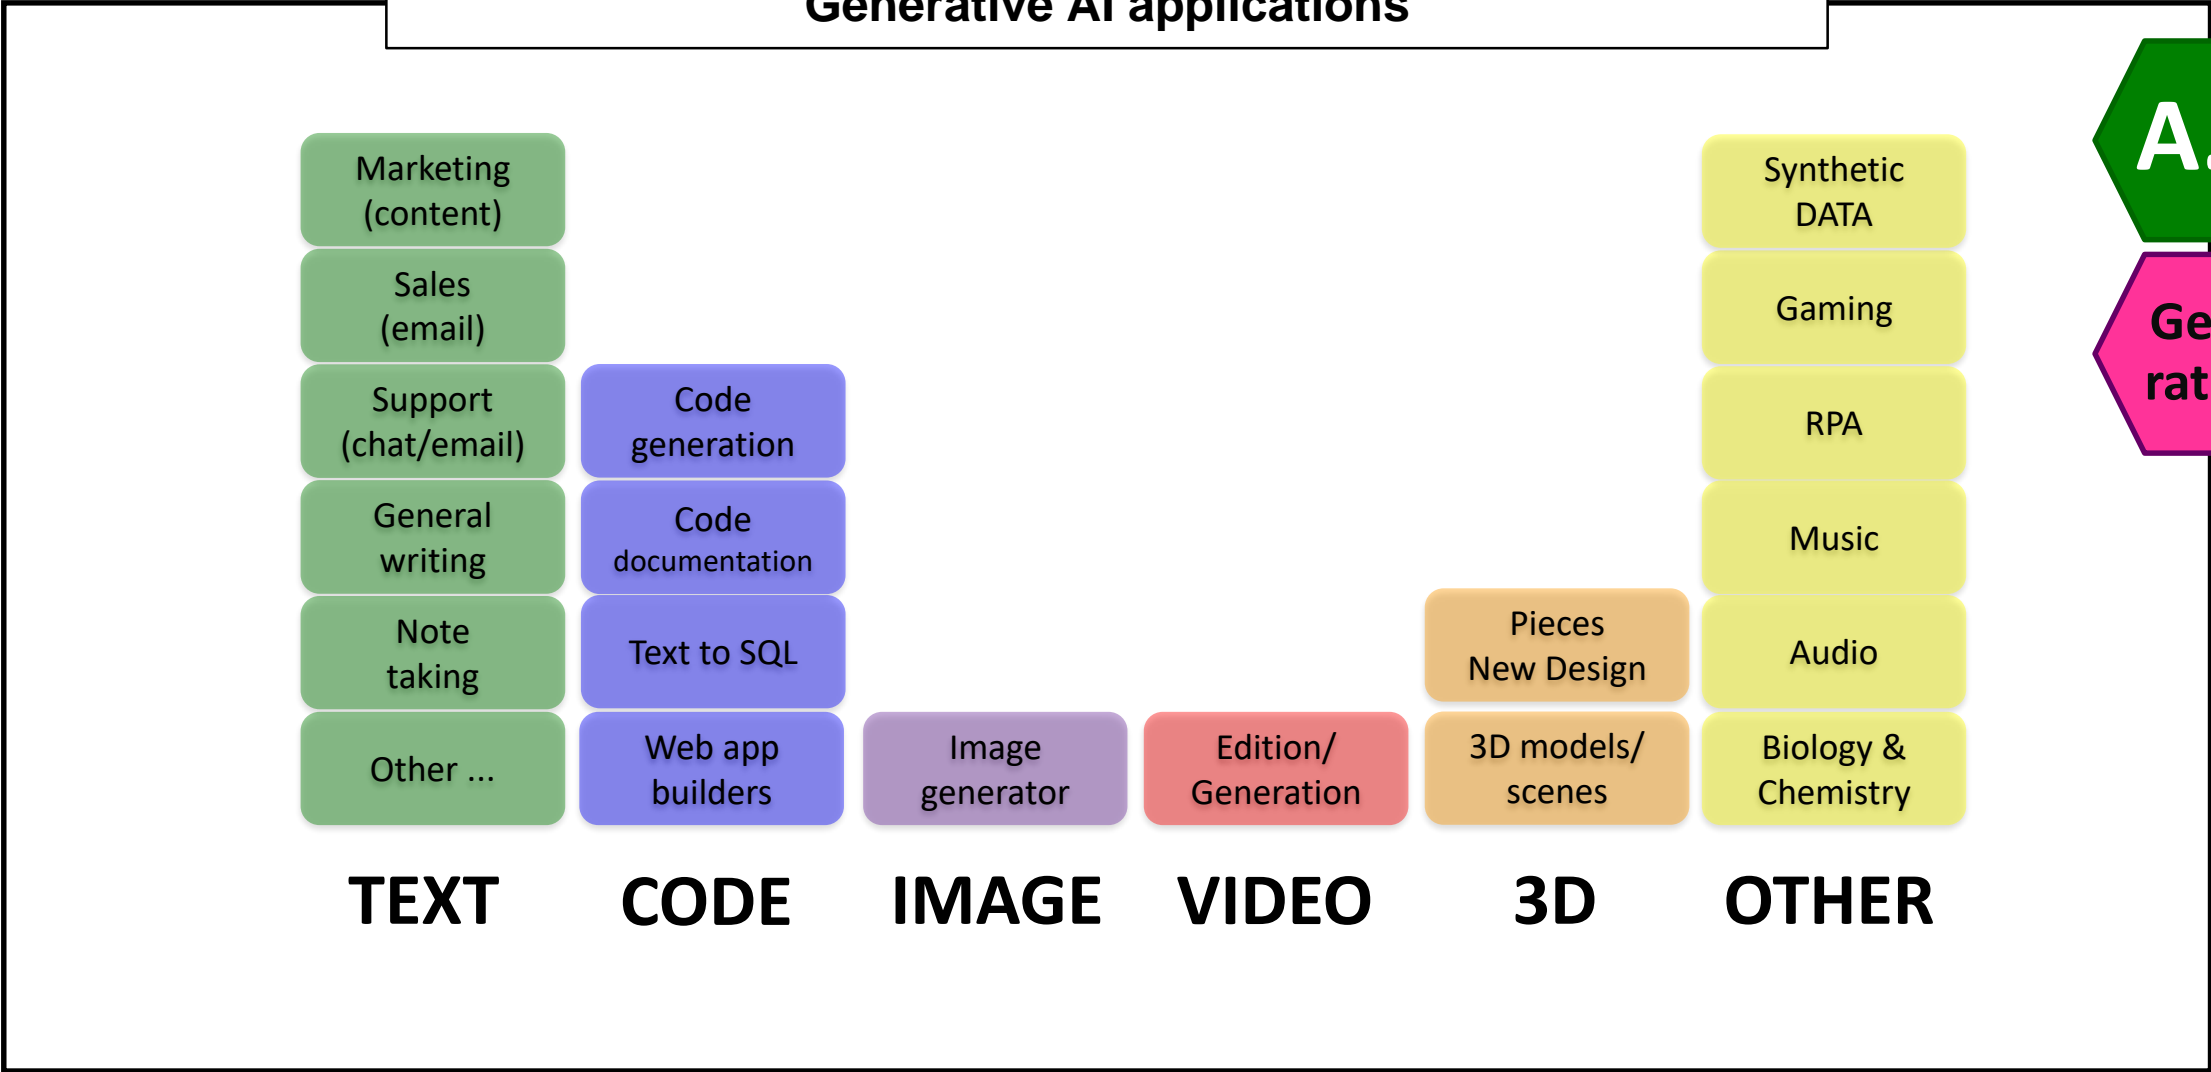 Generative AI applications
A.
Ge
rat
Marketing
(content)
Sales
(email)
Support
(chat/email)
General
writing
Note
taking
Other ...
Code
generation
Code
documentation
Text to SQL
Web app
builders
Image
generator
Edition/
Generation
Pieces
New Design
3D models/
scenes
Synthetic
DATA
Gaming
RPA
Music
Audio
Biology &
Chemistry
TEXT
CODE
IMAGE
VIDEO
3D
OTHER